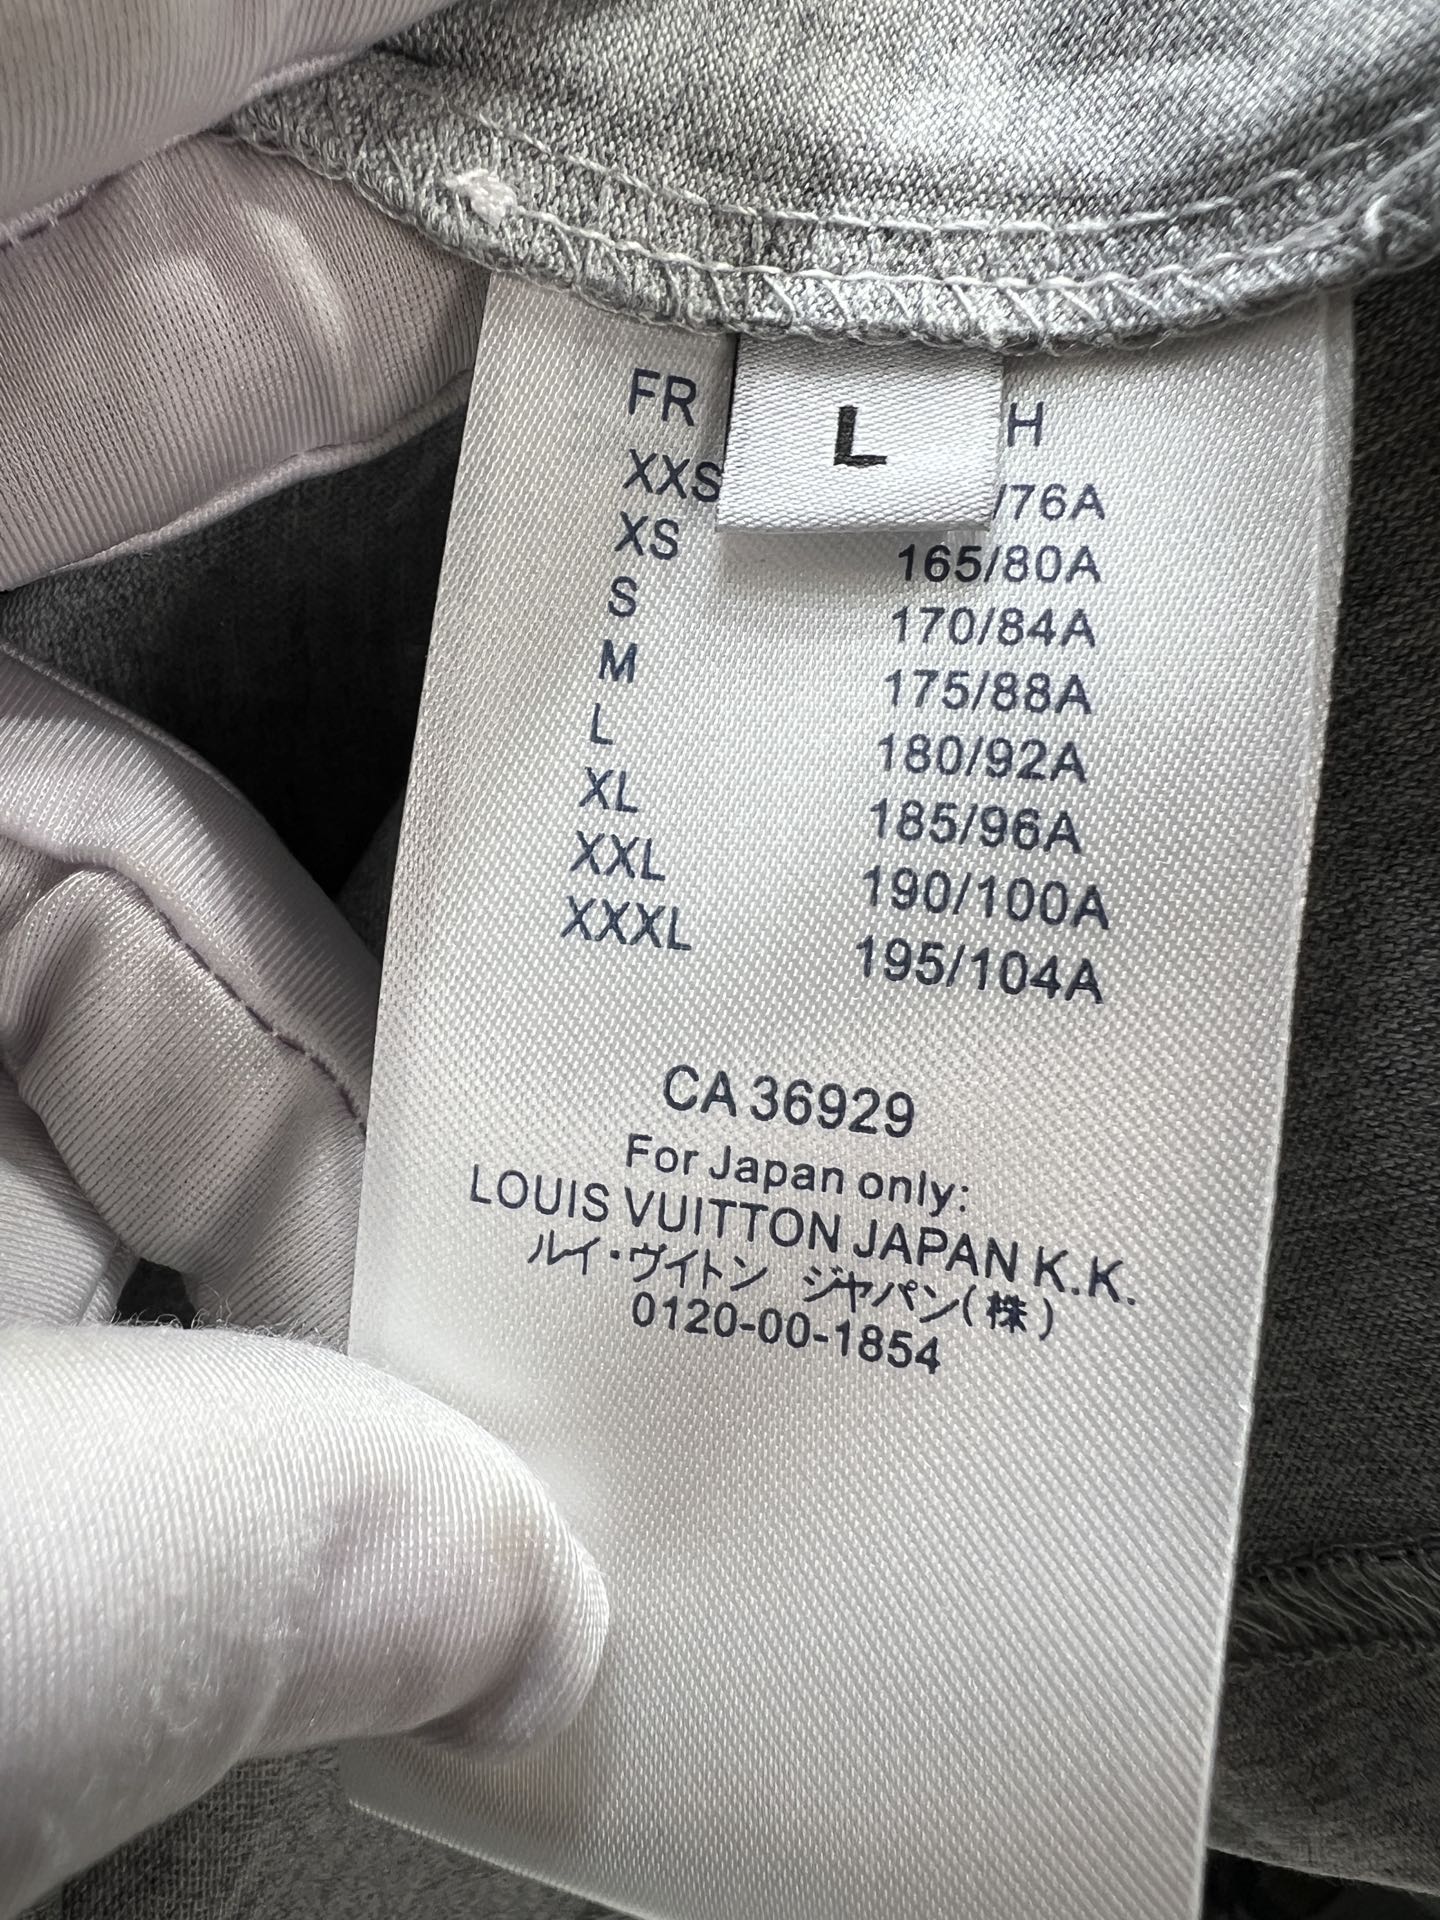 L
FR H
XXS /76A
XS 165/80A
S 170/84A
M 175/88A
L 180/92A
XL 185/96A
XXL 190/100A
XXXL 195/104A
CA 36929
For Japan only:
LOUIS VUITTON JAPAN K.K.
ルイ・ヴイトン ジャパン(株)
0120-00-1854